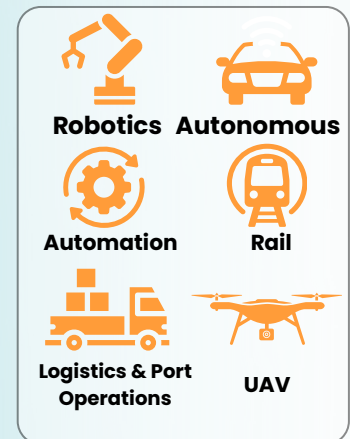 Robotics
Autonomous
Automation
Rail
Logistics & Port
Operations
UAV